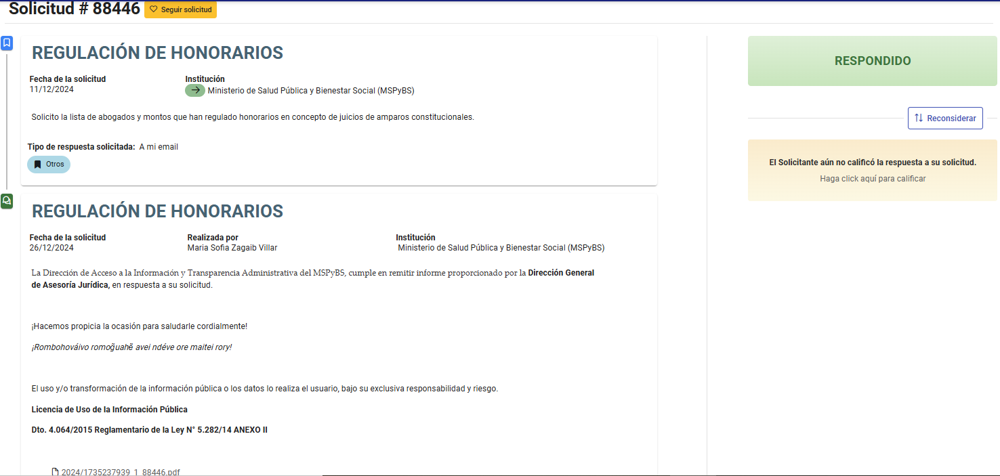 Solicitud # 88446
Seguir solicitud
REGULACIÓN DE HONORARIOS
Fecha de la solicitud
11/12/2024
Institución
Ministerio de Salud Pública y Bienestar Social (MSPyBS)
Solicito la lista de abogados y montos que han regulado honorarios en concepto de juicios de amparos constitucionales.
Tipo de respuesta solicitada: A mi email
Otros
REGULACIÓN DE HONORARIOS
Fecha de la solicitud
26/12/2024
Realizada por
Maria Sofia Zagaib Villar
Institución
Ministerio de Salud Pública y Bienestar Social (MSPyBS)
La Dirección de Acceso a la Información y Transparencia Administrativa del MSPyBS, cumple en remitir informe proporcionado por la Dirección General
de Asesoría Jurídica, en respuesta a su solicitud.
¡Hacemos propicia la ocasión para saludarle cordialmente!
¡Rombohováivo romog̃uahẽ avei ndéve ore maitei rory!
El uso y/o transformación de la información pública o los datos lo realiza el usuario, bajo su exclusiva responsabilidad y riesgo.
Licencia de Uso de la Información Pública
Dto. 4.064/2015 Reglamentario de la Ley N° 5.282/14 ANEXO II
2024/1735237939_1_88446.pdf
RESPONDIDO
Reconsiderar
El Solicitante aún no calificó la respuesta a su solicitud.
Haga click aquí para calificar